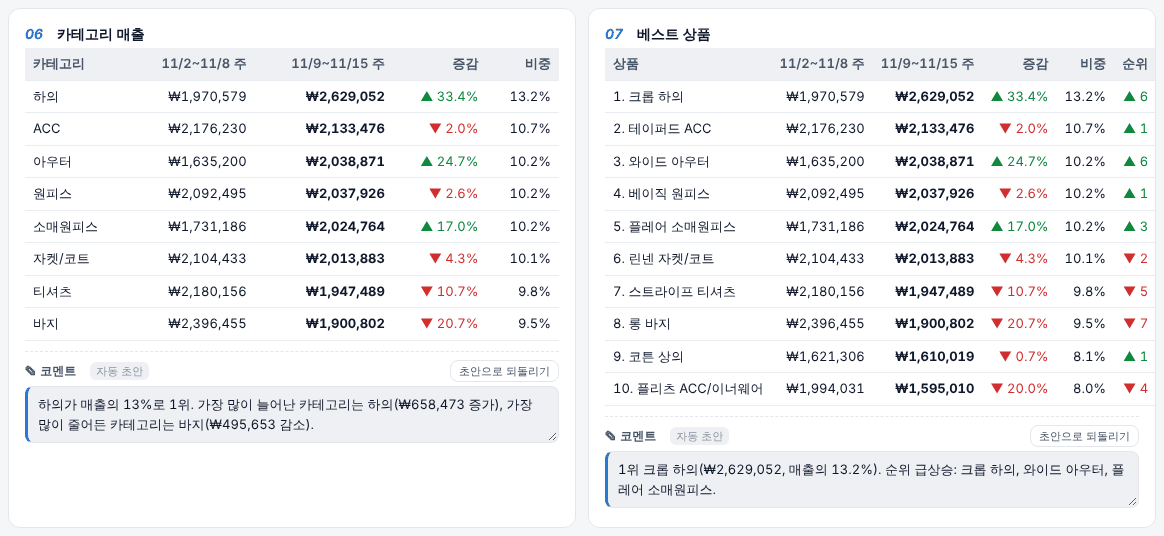 06 카테고리 매출
카테고리 11/2~11/8 주 11/9~11/15 주 증감 비중
하의 ₩1,970,579 ₩2,629,052 ▲ 33.4% 13.2%
ACC ₩2,176,230 ₩2,133,476 ▼ 2.0% 10.7%
아우터 ₩1,635,200 ₩2,038,871 ▲ 24.7% 10.2%
원피스 ₩2,092,495 ₩2,037,926 ▼ 2.6% 10.2%
소매원피스 ₩1,731,186 ₩2,024,764 ▲ 17.0% 10.2%
자켓/코트 ₩2,104,433 ₩2,013,883 ▼ 4.3% 10.1%
티셔츠 ₩2,180,156 ₩1,947,489 ▼ 10.7% 9.8%
바지 ₩2,396,455 ₩1,900,802 ▼ 20.7% 9.5%
✎ 코멘트 자동 초안 초안으로 되돌리기
하의가 매출의 13%로 1위. 가장 많이 늘어난 카테고리는 하의(₩658,473 증가), 가장
많이 줄어든 카테고리는 바지(₩495,653 감소).
07 베스트 상품
상품 11/2~11/8 주 11/9~11/15 주 증감 비중 순위
1. 크롭 하의 ₩1,970,579 ₩2,629,052 ▲ 33.4% 13.2% ▲ 6
2. 테이퍼드 ACC ₩2,176,230 ₩2,133,476 ▼ 2.0% 10.7% ▲ 1
3. 와이드 아우터 ₩1,635,200 ₩2,038,871 ▲ 24.7% 10.2% ▲ 6
4. 베이직 원피스 ₩2,092,495 ₩2,037,926 ▼ 2.6% 10.2% ▲ 1
5. 플레어 소매원피스 ₩1,731,186 ₩2,024,764 ▲ 17.0% 10.2% ▲ 3
6. 린넨 자켓/코트 ₩2,104,433 ₩2,013,883 ▼ 4.3% 10.1% ▼ 2
7. 스트라이프 티셔츠 ₩2,180,156 ₩1,947,489 ▼ 10.7% 9.8% ▼ 5
8. 롱 바지 ₩2,396,455 ₩1,900,802 ▼ 20.7% 9.5% ▼ 7
9. 코튼 상의 ₩1,621,306 ₩1,610,019 ▼ 0.7% 8.1% ▲ 1
10. 플리츠 ACC/이너웨어 ₩1,994,031 ₩1,595,010 ▼ 20.0% 8.0% ▼ 4
✎ 코멘트 자동 초안 초안으로 되돌리기
1위 크롭 하의(₩2,629,052, 매출의 13.2%). 순위 급상승: 크롭 하의, 와이드 아우터, 플
레어 소매원피스.